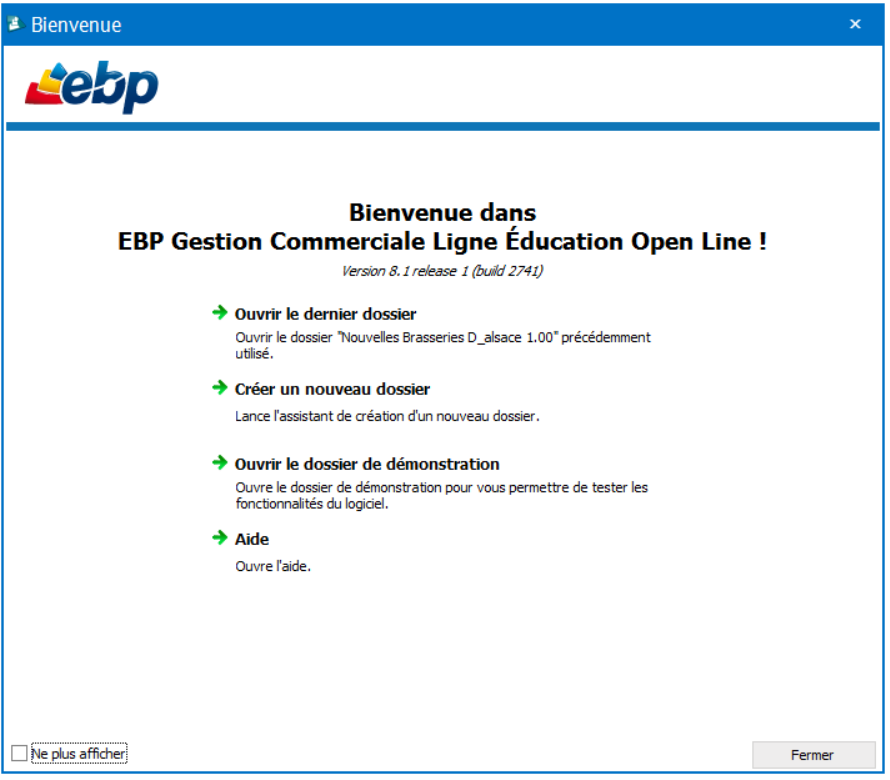 Bienvenue
ebp
Bienvenue dans
EBP Gestion Commerciale Ligne Éducation Open Line !
Version 8.1 release 1 (build 2741)
Ouvrir le dernier dossier
Ouvrir le dossier "Nouvelles Brasseries D_alsace 1.00" précédemment
utilisé.
Créer un nouveau dossier
Lance l'assistant de création d'un nouveau dossier.
Ouvrir le dossier de démonstration
Ouvre le dossier de démonstration pour vous permettre de tester les
fonctionnalités du logiciel.
Aide
Ouvre l'aide.
Ne plus afficher
Fermer